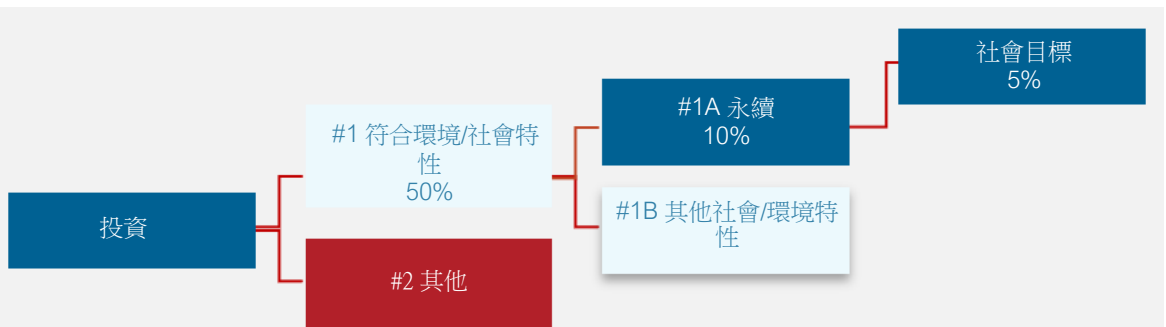 社會目標
5%
#1A 永續
10%
#1 符合環境/社會特
性
50%
#1B 其他社會/環境特
性
投資
#2 其他